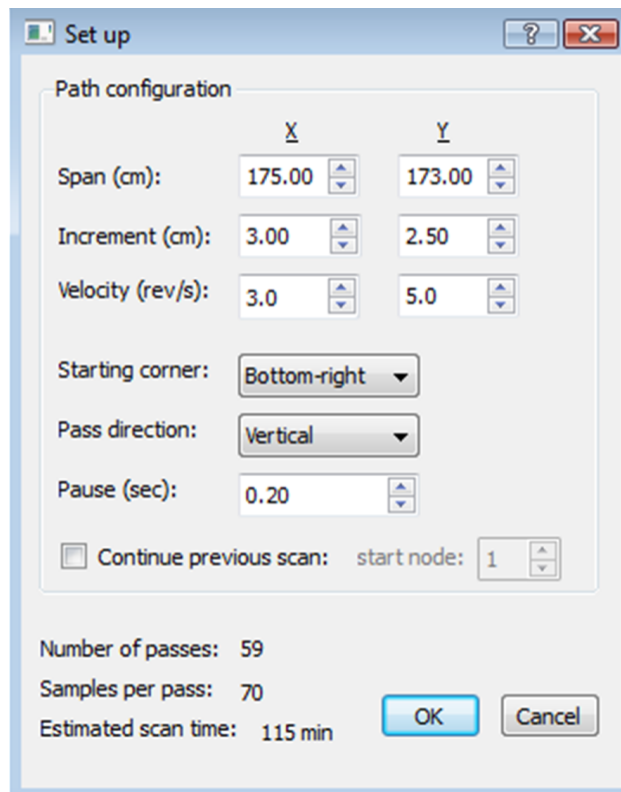 Set up
Path configuration
X Y
Span (cm): 175.00 173.00
Increment (cm): 3.00 2.50
Velocity (rev/s): 3.0 5.0
Starting corner: Bottom-right
Pass direction: Vertical
Pause (sec): 0.20
Continue previous scan: start node: 1
Number of passes: 59
Samples per pass: 70
Estimated scan time: 115 min
OK Cancel